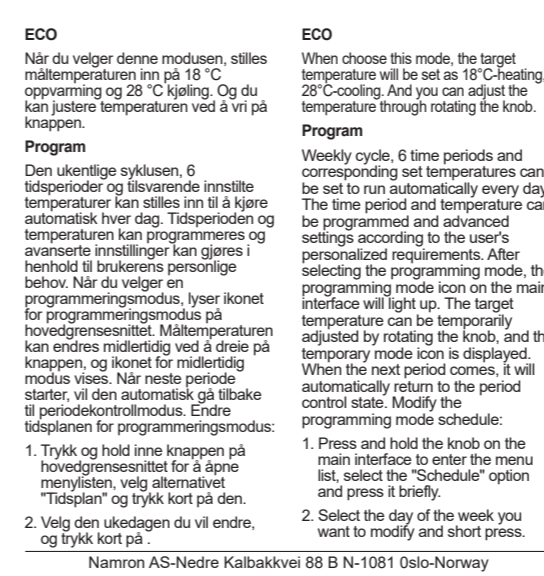 ECO
Når du velger denne modusen, stilles
måltemperaturen inn på 18 °C
oppvarming og 28 °C kjøling. Og du
kan justere temperaturen ved å vri på
knappen.
Program
Den ukentlige syklusen, 6
tidsperioder og tilsvarende innstilte
temperaturer kan stilles inn til å kjøre
automatisk hver dag. Tidsperioden og
temperaturen kan programmeres og
avanserte innstillinger kan gjøres i
henhold til brukerens personlige
behov. Når du velger en
programmeringsmodus, lyser ikonet
for programmeringsmodus på
hovedgrensesnittet. Måltemperaturen
kan endres midlertidig ved å dreie på
knappen, og ikonet for midlertidig
modus vises. Når neste periode
starter, vil den automatisk gå tilbake
til periodekontrollmodus. Endre
tidsplanen for programmeringsmodus:
1. Trykk og hold inne knappen på
hovedgrensesnittet for å åpne
menylisten, velg alternativet
"Tidsplan" og trykk kort på den.
2. Velg den ukedagen du vil endre,
og trykk kort på .
ECO
When choose this mode, the target
temperature will be set as 18°C-heating,
28°C-cooling. And you can adjust the
temperature through rotating the knob.
Program
Weekly cycle, 6 time periods and
corresponding set temperatures can
be set to run automatically every day
The time period and temperature ca
be programmed and advanced
settings according to the user's
personalized requirements. After
selecting the programming mode, th
programming mode icon on the main
interface will light up. The target
temperature can be temporarily
adjusted by rotating the knob, and th
temporary mode icon is displayed.
When the next period comes, it will
automatically return to the period
control state. Modify the
programming mode schedule:
1. Press and hold the knob on the
main interface to enter the menu
list, select the "Schedule" option
and press it briefly.
2. Select the day of the week you
want to modify and short press.
Namron AS-Nedre Kalbakkvei 88 B N-1081 0slo-Norway